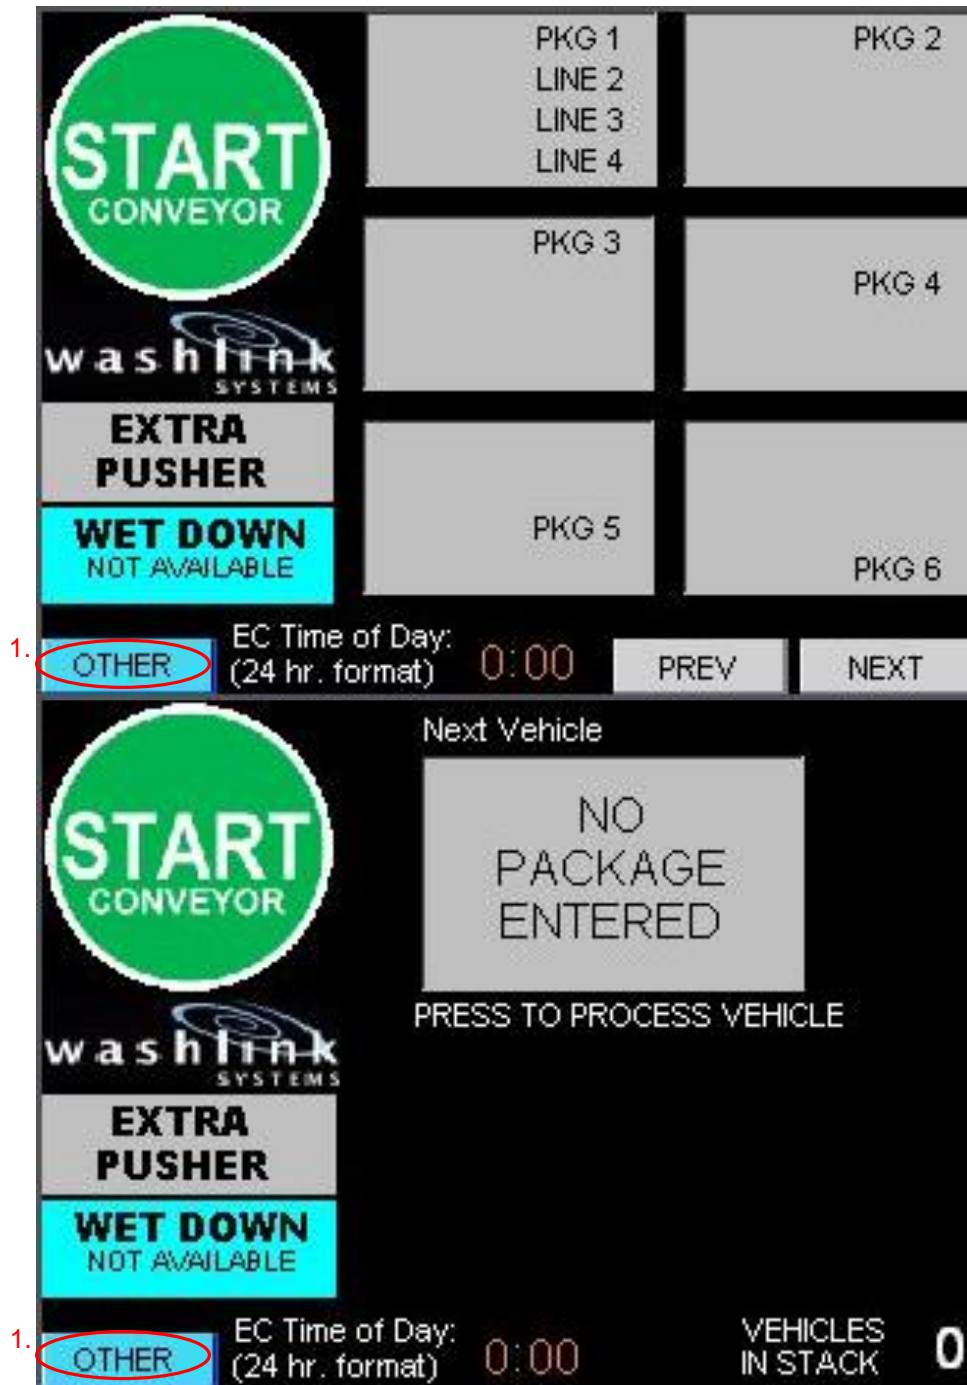 START
CONVEYOR
washlink
SYSTEMS
EXTRA
PUSHER
WET DOWN
NOT AVAILABLE
PKG 1
LINE 2
LINE 3
LINE 4
PKG 2
PKG 3
PKG 4
PKG 5
PKG 6
1.
OTHER
EC Time of Day:
(24 hr. format)
0:00
PREV
NEXT
START
CONVEYOR
washlink
SYSTEMS
EXTRA
PUSHER
WET DOWN
NOT AVAILABLE
Next Vehicle
NO
PACKAGE
ENTERED
PRESS TO PROCESS VEHICLE
1.
OTHER
EC Time of Day:
(24 hr. format)
0:00
VEHICLES
IN STACK
0